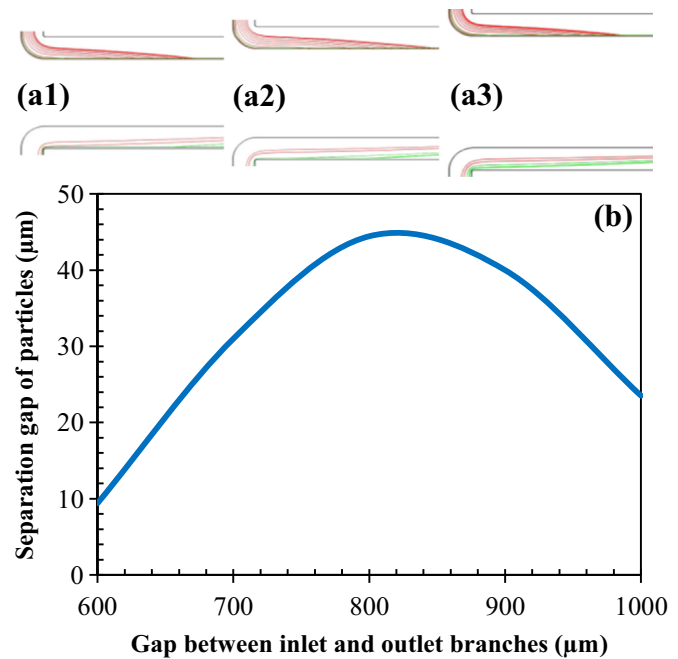 (a1)
(a2)
(a3)
(b)
50
40
30
20
10
0
Separation gap of particles (µm)
600
700
800
900
1000
Gap between inlet and outlet branches (µm)